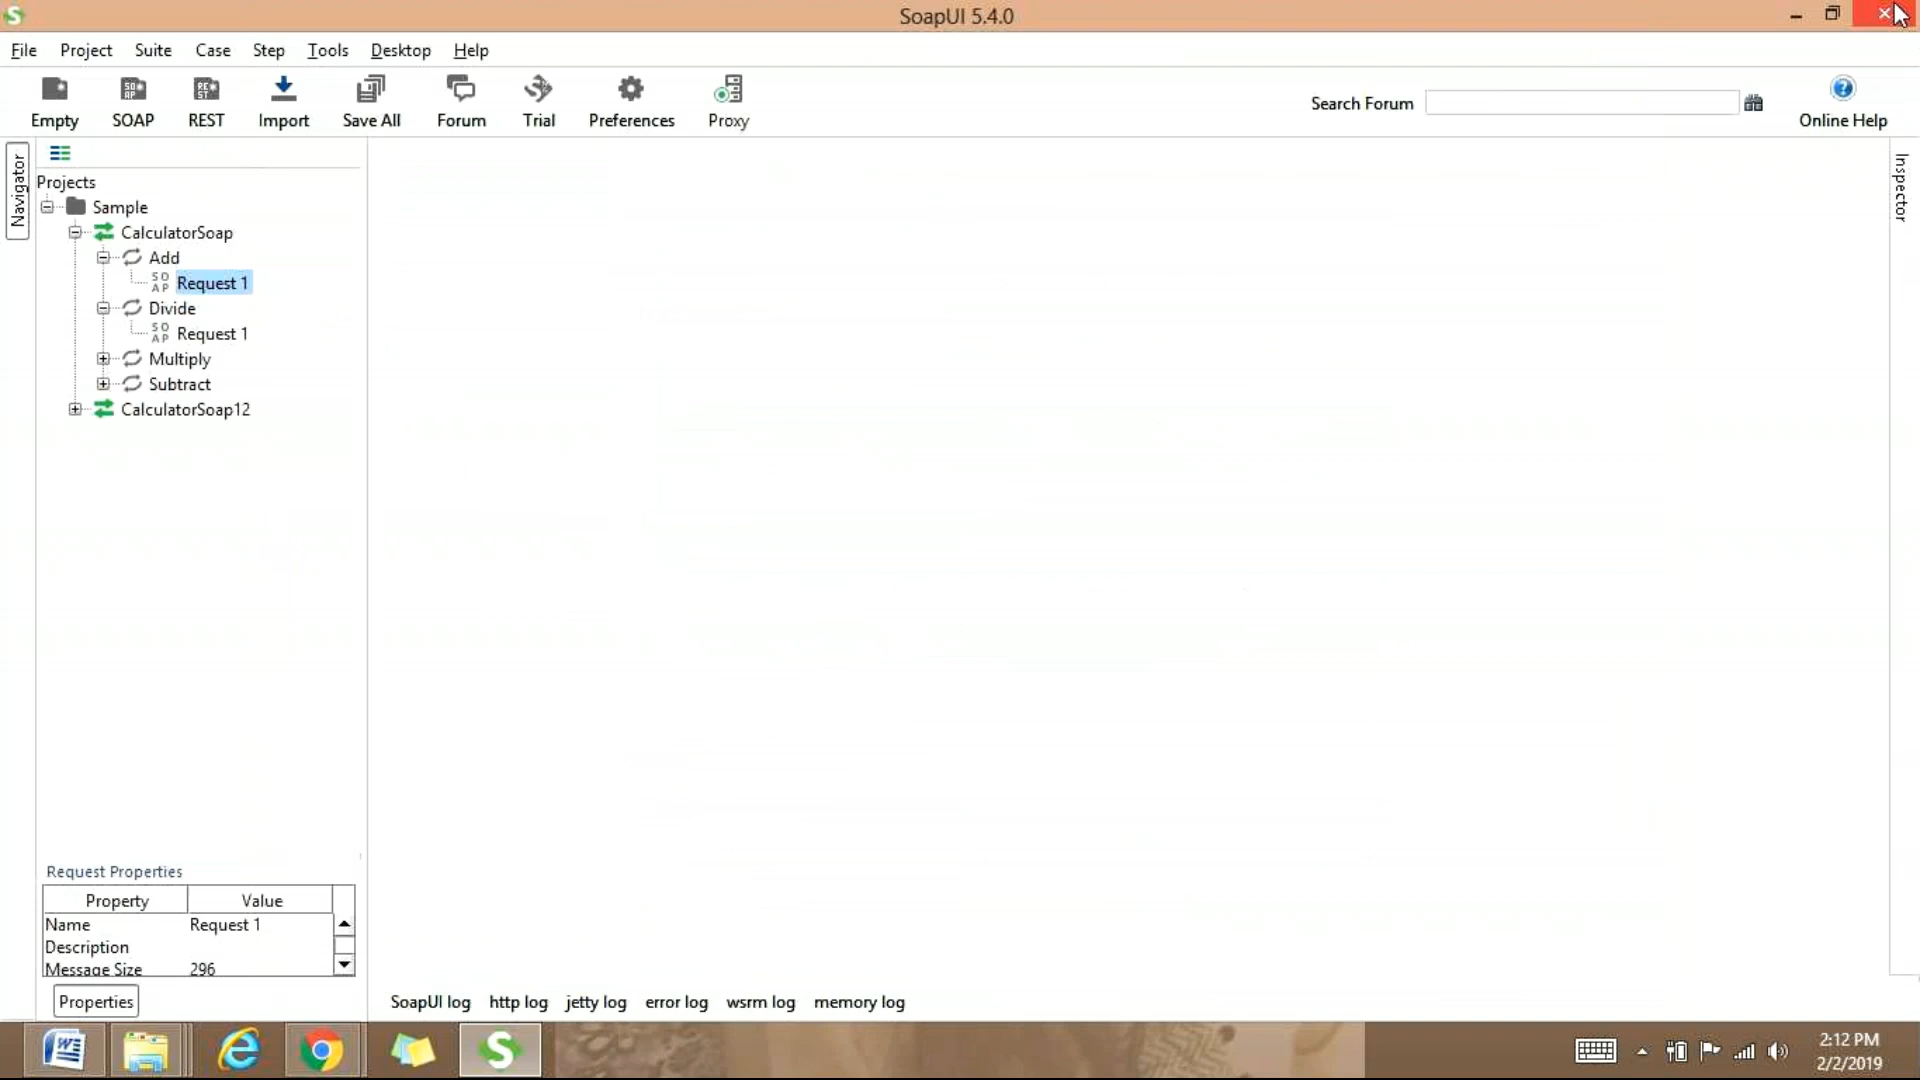 SoapUI 5.4.0
File Project Suite Case Step Tools Desktop Help
Empty SOAP REST Import Save All Forum Trial Preferences Proxy
Search Forum
Online Help
Navigator
Inspector
Projects
Sample
CalculatorSoap
Add
Request 1
Divide
Request 1
Multiply
Subtract
CalculatorSoap12
Request Properties
Property Value
Name Request 1
Description
Message Size 296
Properties
SoapUI log http log jetty log error log wsrm log memory log
2:12 PM
2/2/2019